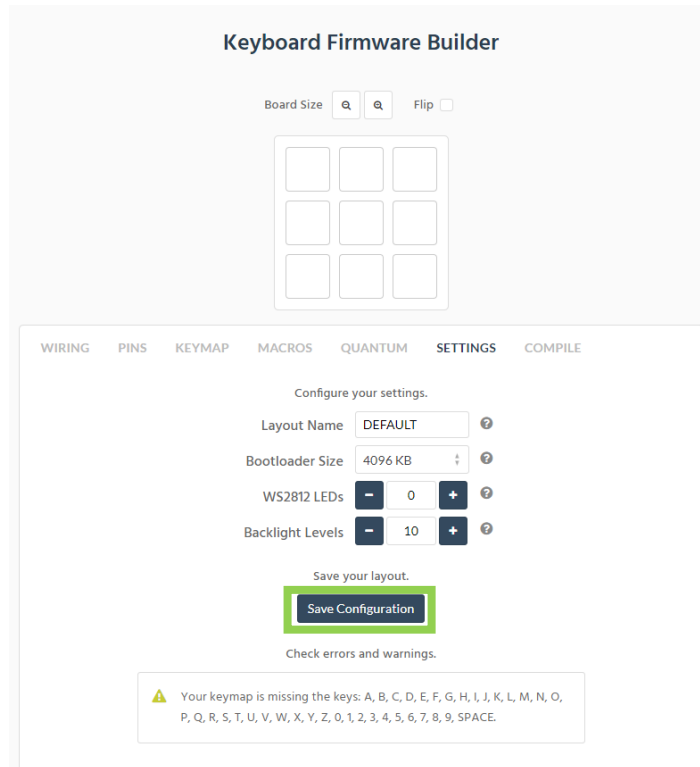 Keyboard Firmware Builder
Board Size Flip
WIRING PINS KEYMAP MACROS QUANTUM SETTINGS COMPILE
Configure your settings.
Layout Name DEFAULT ?
Bootloader Size 4096 KB ?
WS2812 LEDs - 0 + ?
Backlight Levels - 10 + ?
Save your layout.
Save Configuration
Check errors and warnings.
Your keymap is missing the keys: A, B, C, D, E, F, G, H, I, J, K, L, M, N, O,
P, Q, R, S, T, U, V, W, X, Y, Z, 0, 1, 2, 3, 4, 5, 6, 7, 8, 9, SPACE.